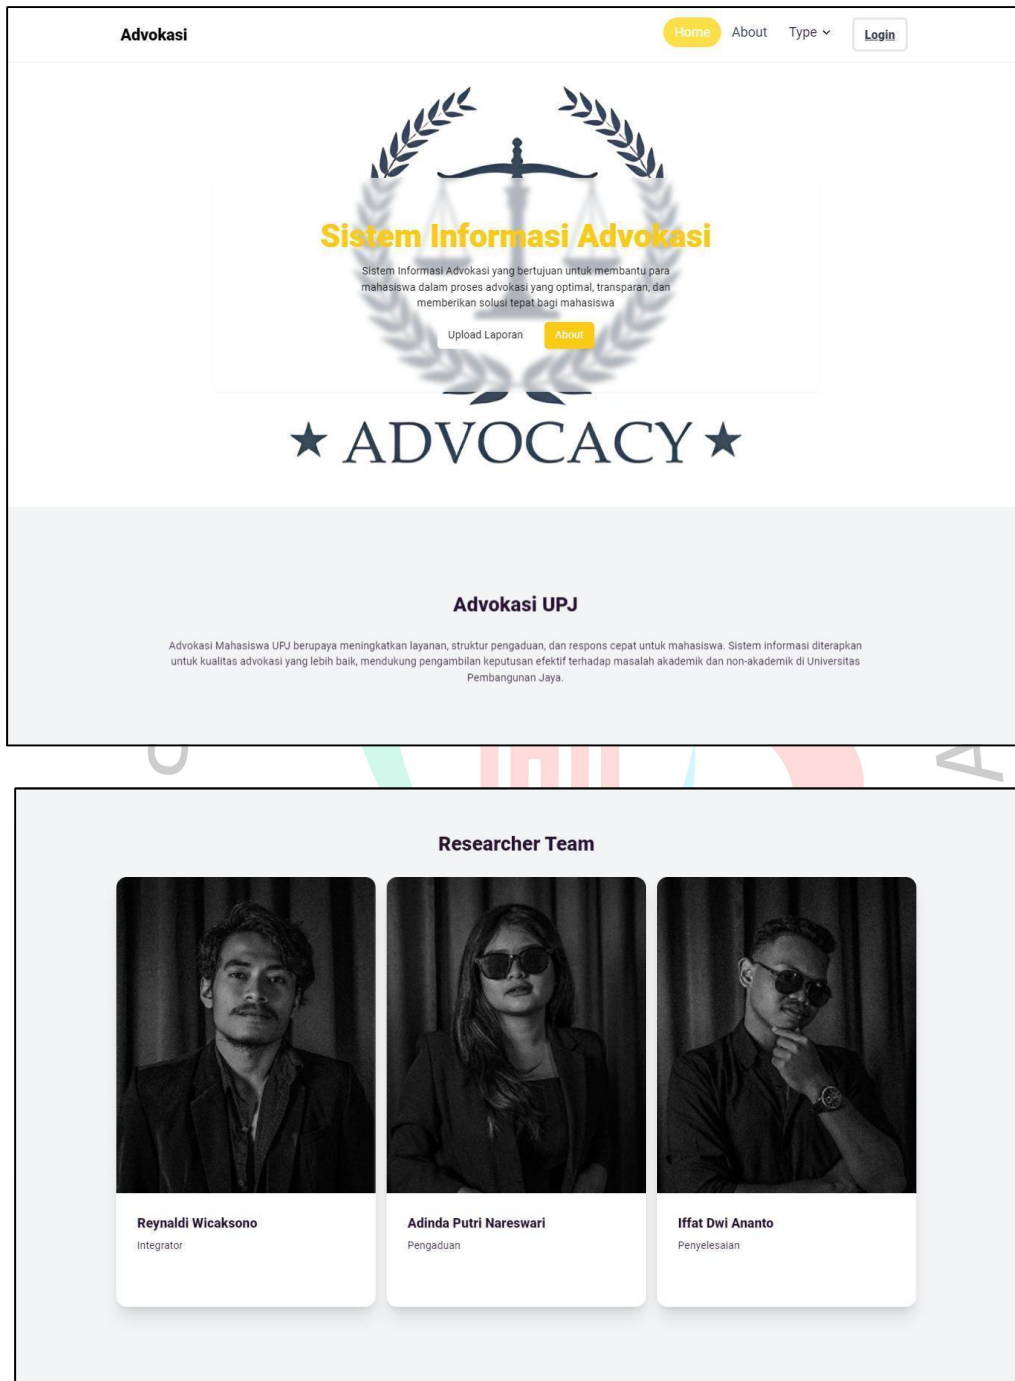 Advokasi
Home
About
Type
Login
Sistem Informasi Advokasi
Sistem Informasi Advokasi yang bertujuan untuk membantu para
mahasiswa dalam proses advokasi yang optimal, transparan, dan
memberikan solusi tepat bagi mahasiswa
Upload Laporan
About
★ ADVOCACY ★
Advokasi UPJ
Advokasi Mahasiswa UPJ berupaya meningkatkan layanan, struktur pengaduan, dan respons cepat untuk mahasiswa. Sistem informasi diterapkan
untuk kualitas advokasi yang lebih baik, mendukung pengambilan keputusan efektif terhadap masalah akademik dan non-akademik di Universitas
Pembangunan Jaya.
Researcher Team
Reynaldi Wicaksono
Integrator
Adinda Putri Nareswari
Pengaduan
Iffat Dwi Ananto
Penyelesaian